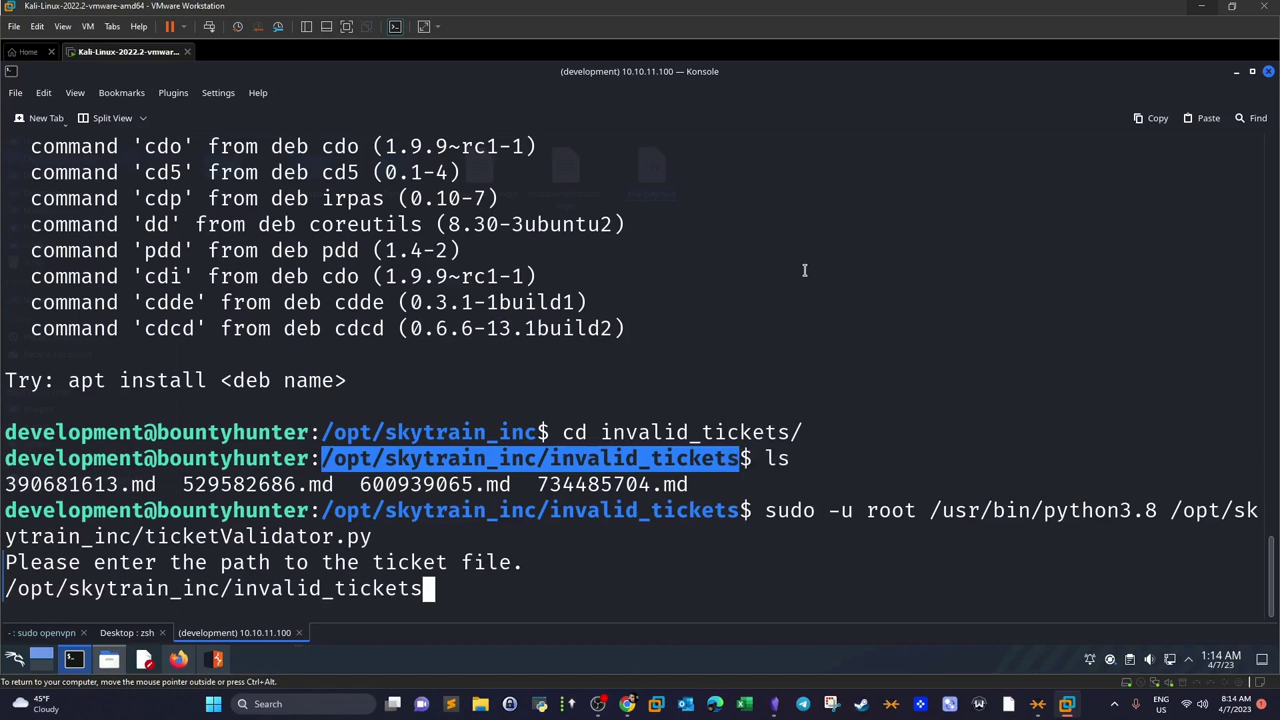 Kali-Linux-2022.2-vmware-amd64 - VMware Workstation
File Edit View VM Tabs Help
Home Kali-Linux-2022.2-vmwar...
(development) 10.10.11.100 — Konsole
File Edit View Bookmarks Plugins Settings Help
New Tab Split View Copy Paste Find
command 'cdo' from deb cdo (1.9.9~rc1-1)
command 'cd5' from deb cd5 (0.1-4)
command 'cdp' from deb irpas (0.10-7)
command 'dd' from deb coreutils (8.30-3ubuntu2)
command 'pdd' from deb pdd (1.4-2)
command 'cdi' from deb cdo (1.9.9~rc1-1)
command 'cdde' from deb cdde (0.3.1-1build1)
command 'cdcd' from deb cdcd (0.6.6-13.1build2)
Try: apt install <deb name>
development@bountyhunter:/opt/skytrain_inc$ cd invalid_tickets/
development@bountyhunter:/opt/skytrain_inc/invalid_tickets$ ls
390681613.md 529582686.md 600939065.md 734485704.md
development@bountyhunter:/opt/skytrain_inc/invalid_tickets$ sudo -u root /usr/bin/python3.8 /opt/sk
ytrain_inc/ticketValidator.py
Please enter the path to the ticket file.
/opt/skytrain_inc/invalid_tickets
- : sudo openvpn Desktop : zsh (development) 10.10.11.100
1:14 AM
4/7/23
To return to your computer, move the mouse pointer outside or press Ctrl+Alt.
45°F
Cloudy
Search
ENG
US
8:14 AM
4/7/2023